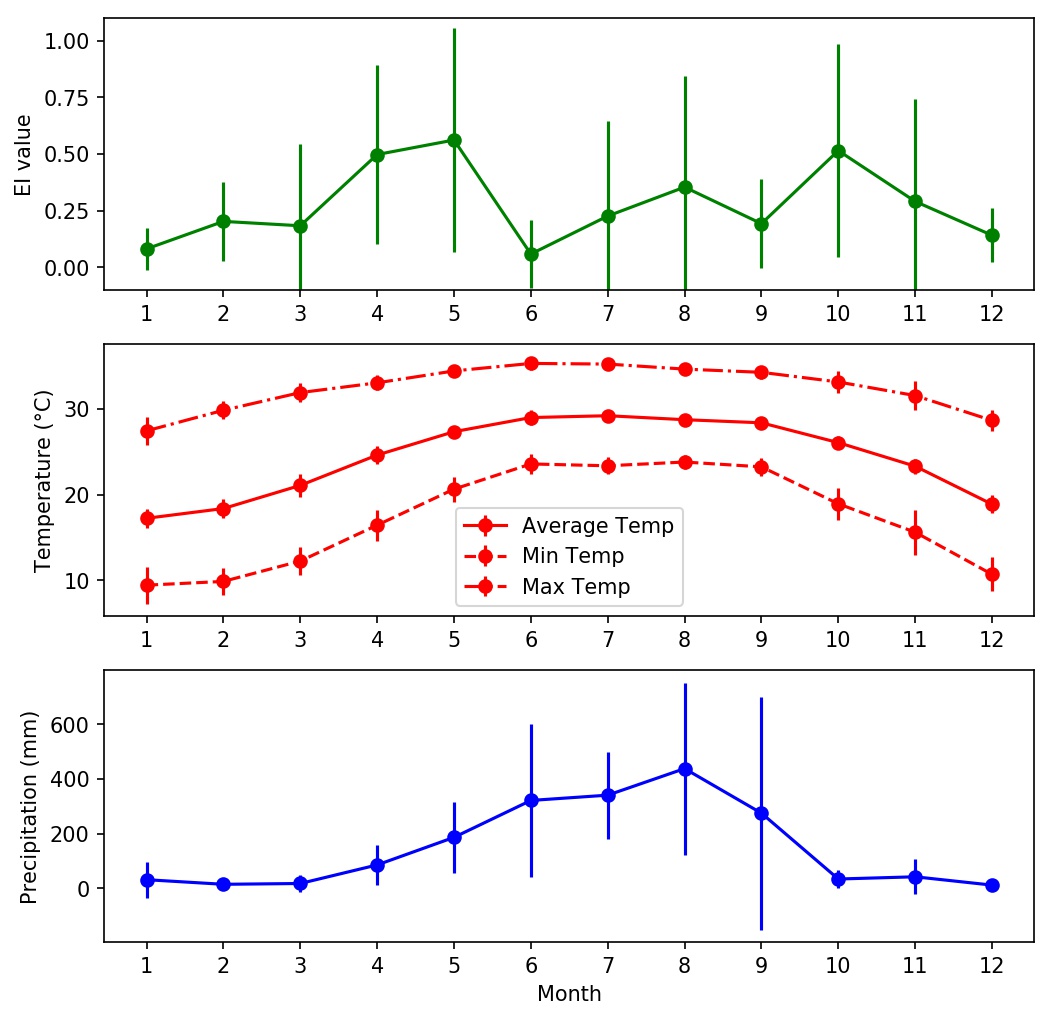 EI value
1.00
0.75
0.50
0.25
0.00
1 2 3 4 5 6 7 8 9 10 11 12
Temperature (°C)
30
20
10
Average Temp
Min Temp
Max Temp
1 2 3 4 5 6 7 8 9 10 11 12
Precipitation (mm)
600
400
200
0
1 2 3 4 5 6 7 8 9 10 11 12
Month